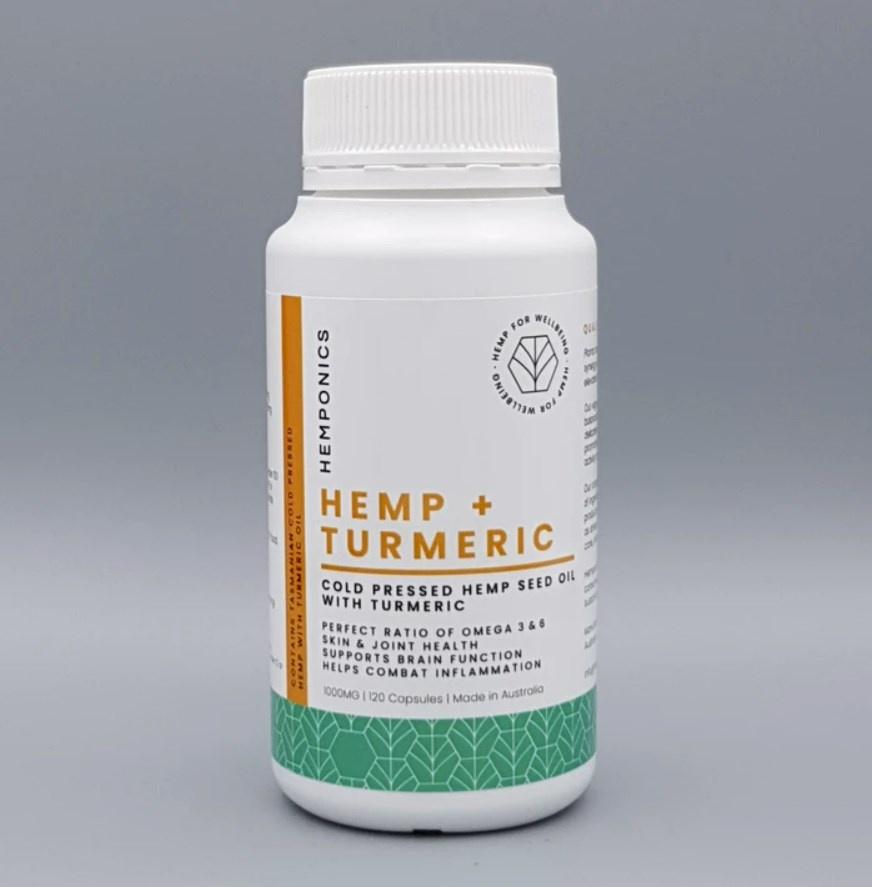 HEMPONICS
HEMP FOR WELLBEING · HEMP FOR WELLBEING ·
HEMP +
TURMERIC
COLD PRESSED HEMP SEED OIL
WITH TURMERIC
PERFECT RATIO OF OMEGA 3 & 6
SKIN & JOINT HEALTH
SUPPORTS BRAIN FUNCTION
HELPS COMBAT INFLAMMATION
1000MG | 120 Capsules | Made in Australia
CONTAINS TASMANIAN COLD PRESSED
HEMP WITH TURMERIC OIL